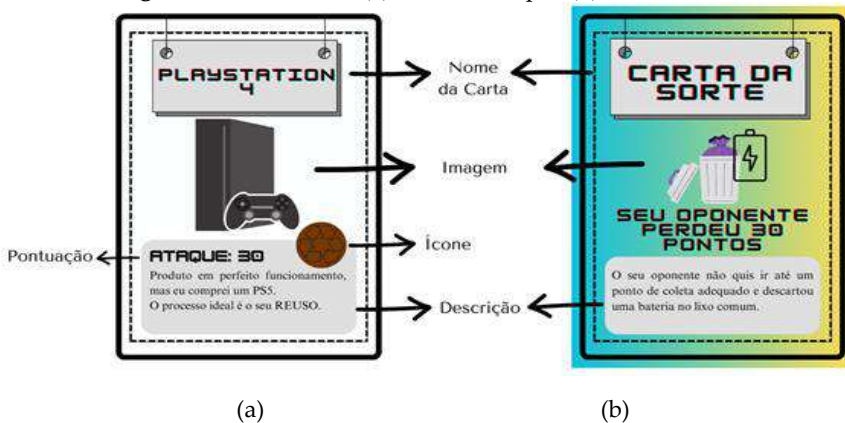 PLAYSTATION
4
ATAQUE: 30
Produto em perfeito funcionamento,
mas eu comprei um PS5.
O processo ideal é o seu REUSO.
Nome
da Carta
Imagem
Ícone
Pontuação
Descrição
CARTA DA
SORTE
SEU OPONENTE
PERDEU 30
PONTOS
O seu oponente não quis ir até um
ponto de coleta adequado e descartou
uma bateria no lixo comum.
(a)
(b)